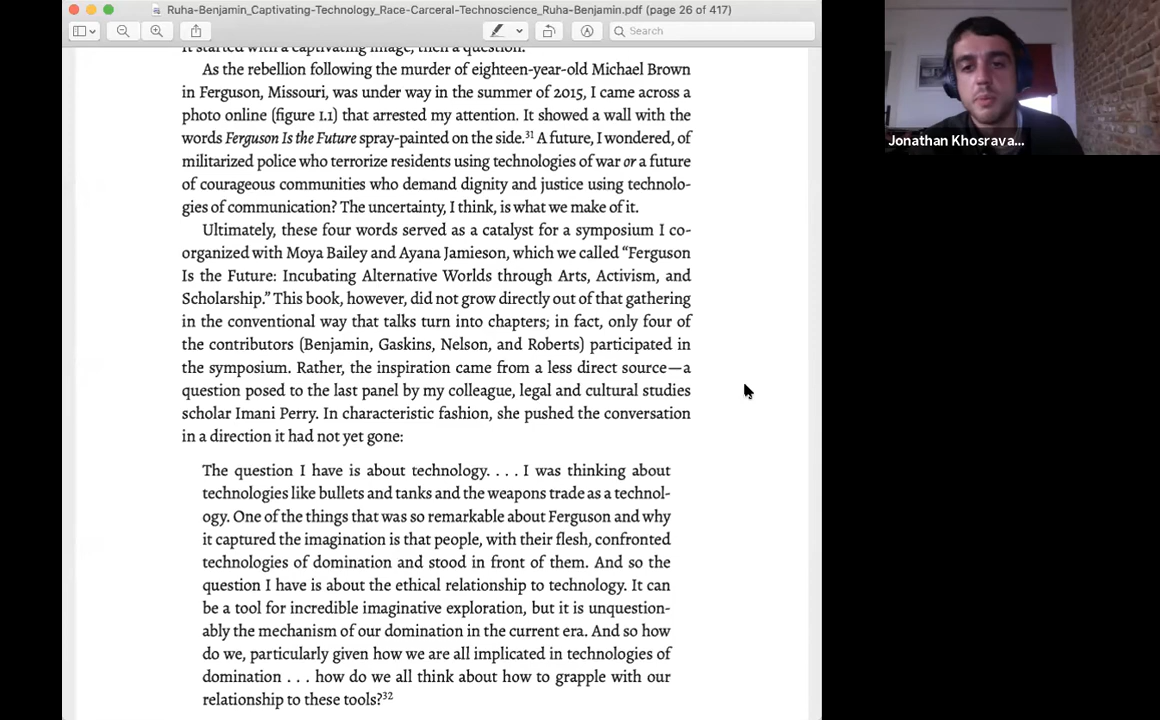 Ruha-Benjamin_Captivating-Technology_Race-Carceral-Technoscience_Ruha-Benjamin.pdf (page 26 of 417)
Search
Jonathan Khosrava...
It started with a captivating image, then a question.
As the rebellion following the murder of eighteen-year-old Michael Brown
in Ferguson, Missouri, was under way in the summer of 2015, I came across a
photo online (figure I.1) that arrested my attention. It showed a wall with the
words Ferguson Is the Future spray-painted on the side.31 A future, I wondered, of
militarized police who terrorize residents using technologies of war or a future
of courageous communities who demand dignity and justice using technolo-
gies of communication? The uncertainty, I think, is what we make of it.
Ultimately, these four words served as a catalyst for a symposium I co-
organized with Moya Bailey and Ayana Jamieson, which we called “Ferguson
Is the Future: Incubating Alternative Worlds through Arts, Activism, and
Scholarship.” This book, however, did not grow directly out of that gathering
in the conventional way that talks turn into chapters; in fact, only four of
the contributors (Benjamin, Gaskins, Nelson, and Roberts) participated in
the symposium. Rather, the inspiration came from a less direct source—a
question posed to the last panel by my colleague, legal and cultural studies
scholar Imani Perry. In characteristic fashion, she pushed the conversation
in a direction it had not yet gone:
The question I have is about technology. . . . I was thinking about
technologies like bullets and tanks and the weapons trade as a technol-
ogy. One of the things that was so remarkable about Ferguson and why
it captured the imagination is that people, with their flesh, confronted
technologies of domination and stood in front of them. And so the
question I have is about the ethical relationship to technology. It can
be a tool for incredible imaginative exploration, but it is unquestion-
ably the mechanism of our domination in the current era. And so how
do we, particularly given how we are all implicated in technologies of
domination . . . how do we all think about how to grapple with our
relationship to these tools?32